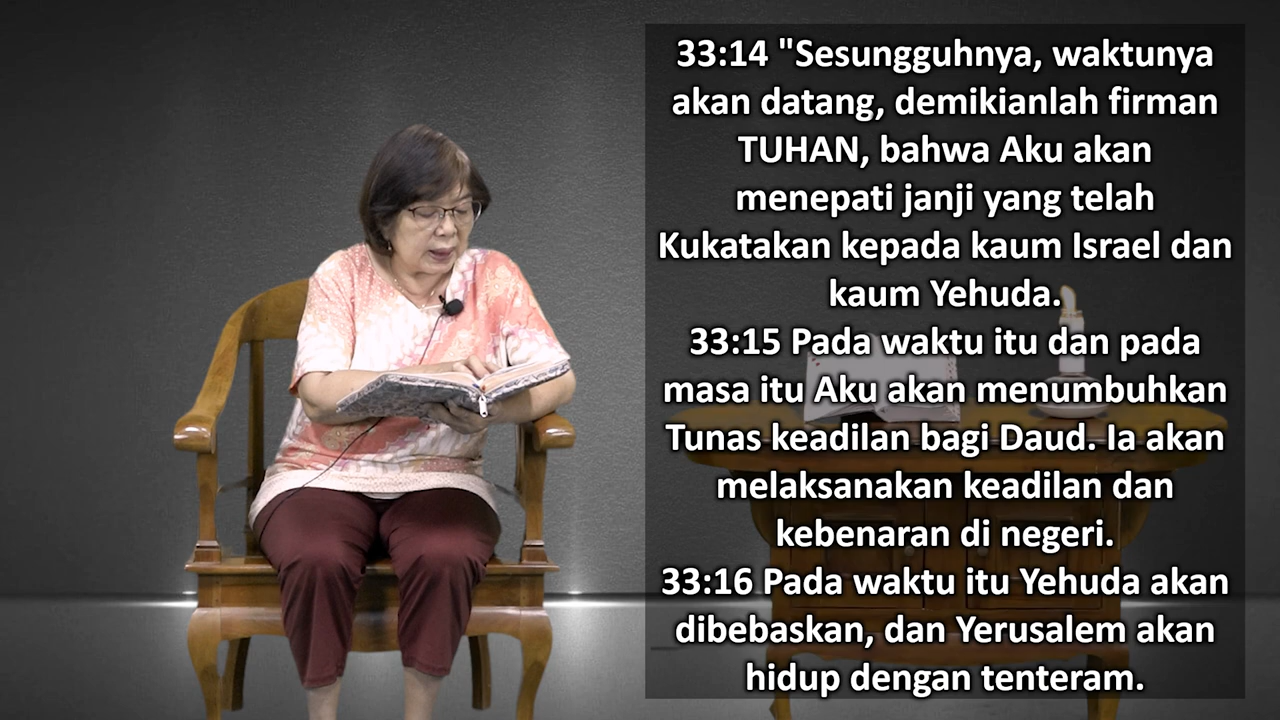 33:14 "Sesungguhnya, waktunya
akan datang, demikianlah firman
TUHAN, bahwa Aku akan
menepati janji yang telah
Kukatakan kepada kaum Israel dan
kaum Yehuda.
33:15 Pada waktu itu dan pada
masa itu Aku akan menumbuhkan
Tunas keadilan bagi Daud. Ia akan
melaksanakan keadilan dan
kebenaran di negeri.
33:16 Pada waktu itu Yehuda akan
dibebaskan, dan Yerusalem akan
hidup dengan tenteram.